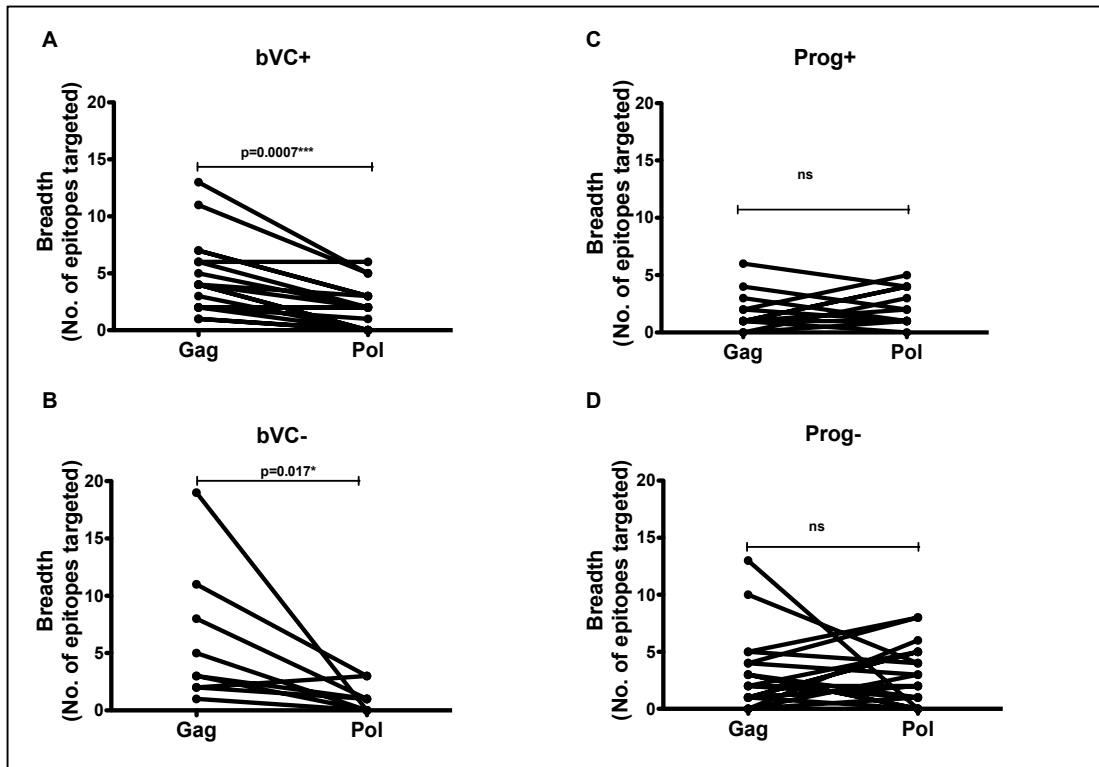 A
bVC+
Breadth
(No. of epitopes targeted)
20
15
10
5
0
p=0.0007***
Gag Pol
C
Prog+
Breadth
(No. of epitopes targeted)
20
15
10
5
0
ns
Gag Pol
B
bVC-
Breadth
(No. of epitopes targeted)
20
15
10
5
0
p=0.017*
Gag Pol
D
Prog-
Breadth
(No. of epitopes targeted)
20
15
10
5
0
ns
Gag Pol